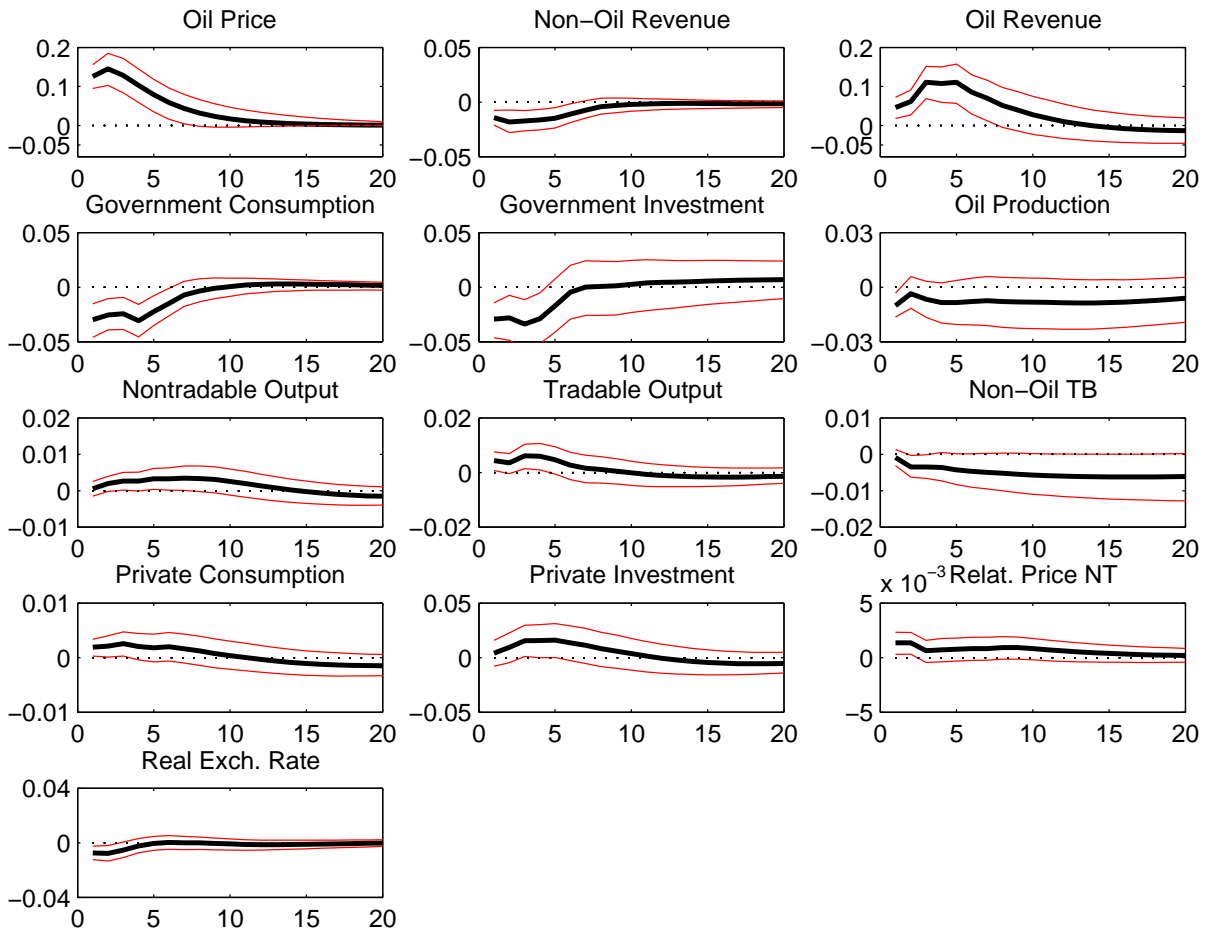 Oil Price
Non−Oil Revenue
Oil Revenue
0.2
0.1
0
−0.05
0 5 10 15 20
0.05
0
−0.05
0 5 10 15 20
0.2
0.1
0
−0.05
0 5 10 15 20
Government Consumption
Government Investment
Oil Production
0.05
0
−0.05
0 5 10 15 20
0.05
0
−0.05
0 5 10 15 20
0.03
0
−0.03
0 5 10 15 20
Nontradable Output
Tradable Output
Non−Oil TB
0.02
0.01
0
−0.01
0 5 10 15 20
0.02
0
−0.02
0 5 10 15 20
0.01
0
−0.01
−0.02
0 5 10 15 20
Private Consumption
Private Investment
x 10−3 Relat. Price NT
0.01
0
−0.01
0 5 10 15 20
0.05
0
−0.05
0 5 10 15 20
5
0
−5
0 5 10 15 20
Real Exch. Rate
0.04
0
−0.04
0 5 10 15 20